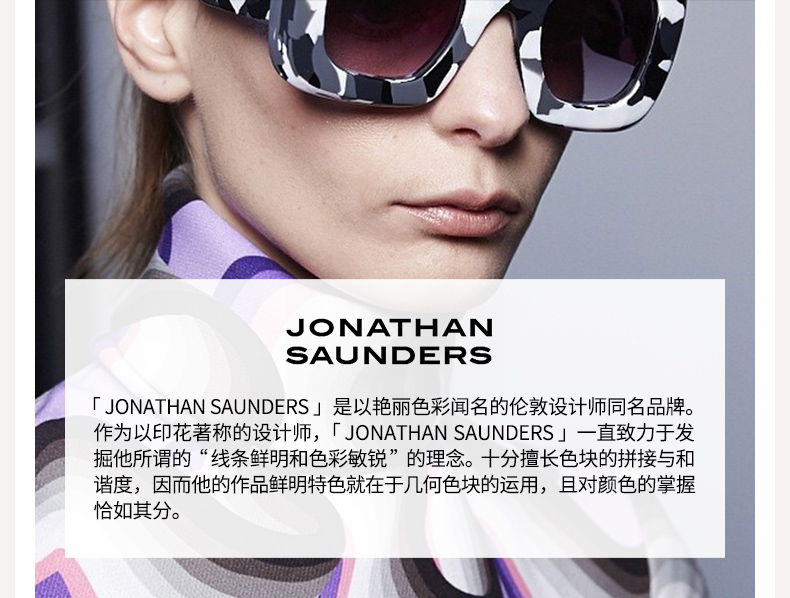 JONATHAN
SAUNDERS
「 JONATHAN SAUNDERS 」是以艳丽色彩闻名的伦敦设计师同名品牌。
作为以印花著称的设计师，「 JONATHAN SAUNDERS 」一直致力于发
掘他所谓的“线条鲜明和色彩敏锐”的理念。十分擅长色块的拼接与和
谐度，因而他的作品鲜明特色就在于几何色块的运用，且对颜色的掌握
恰如其分。